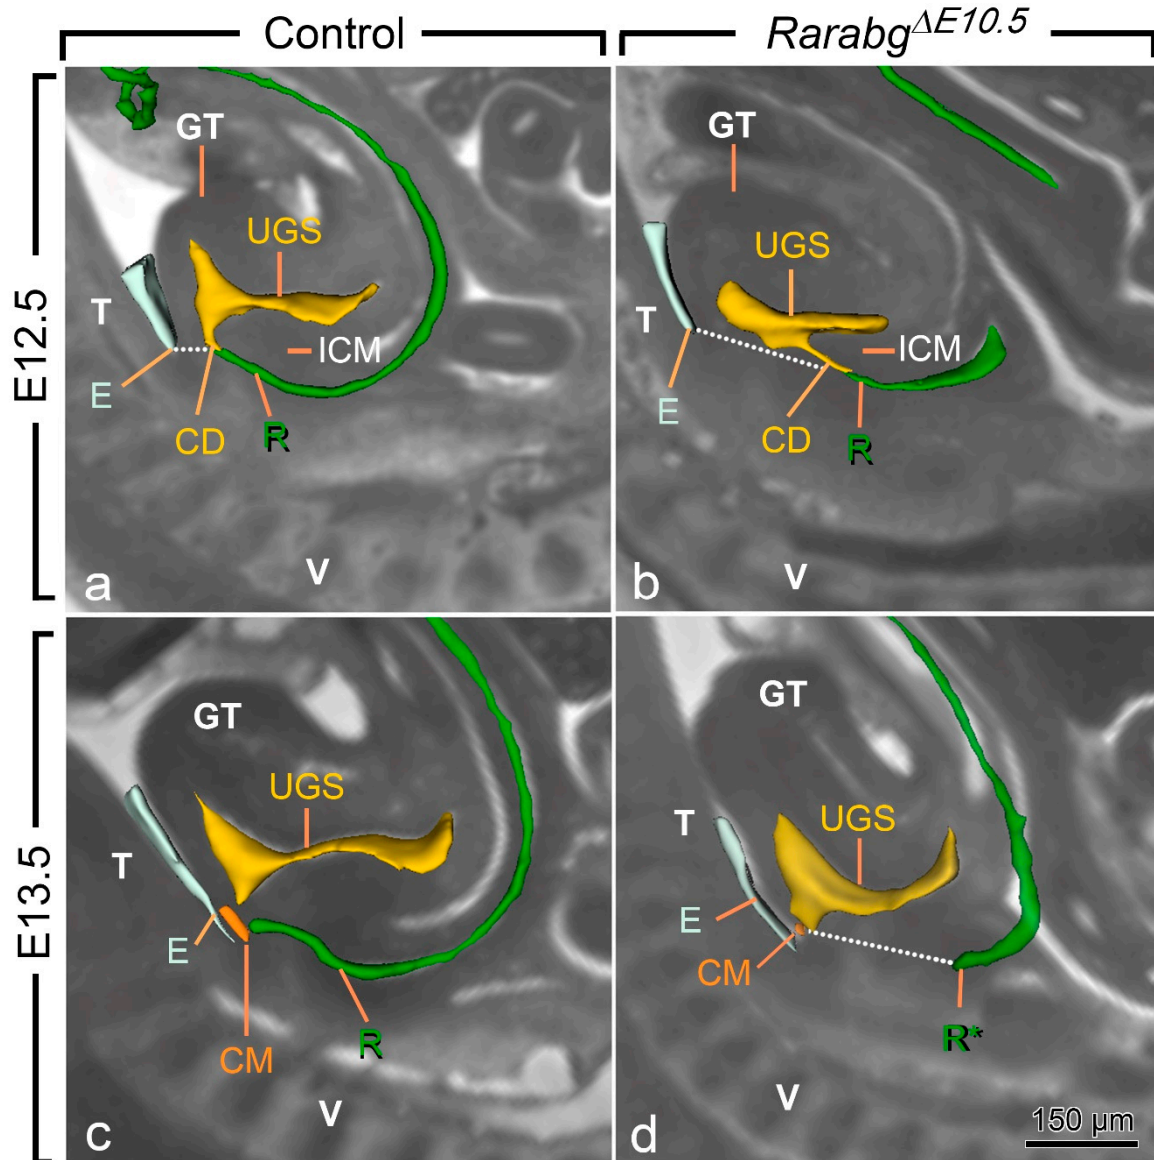 Control
Rarabg^ΔE10.5
E12.5
GT
UGS
T
ICM
E
CD
R
V
a
GT
UGS
T
ICM
E
CD
R
V
b
E13.5
GT
UGS
T
E
R
CM
V
c
GT
T
UGS
E
CM
R*
V
d
150 µm